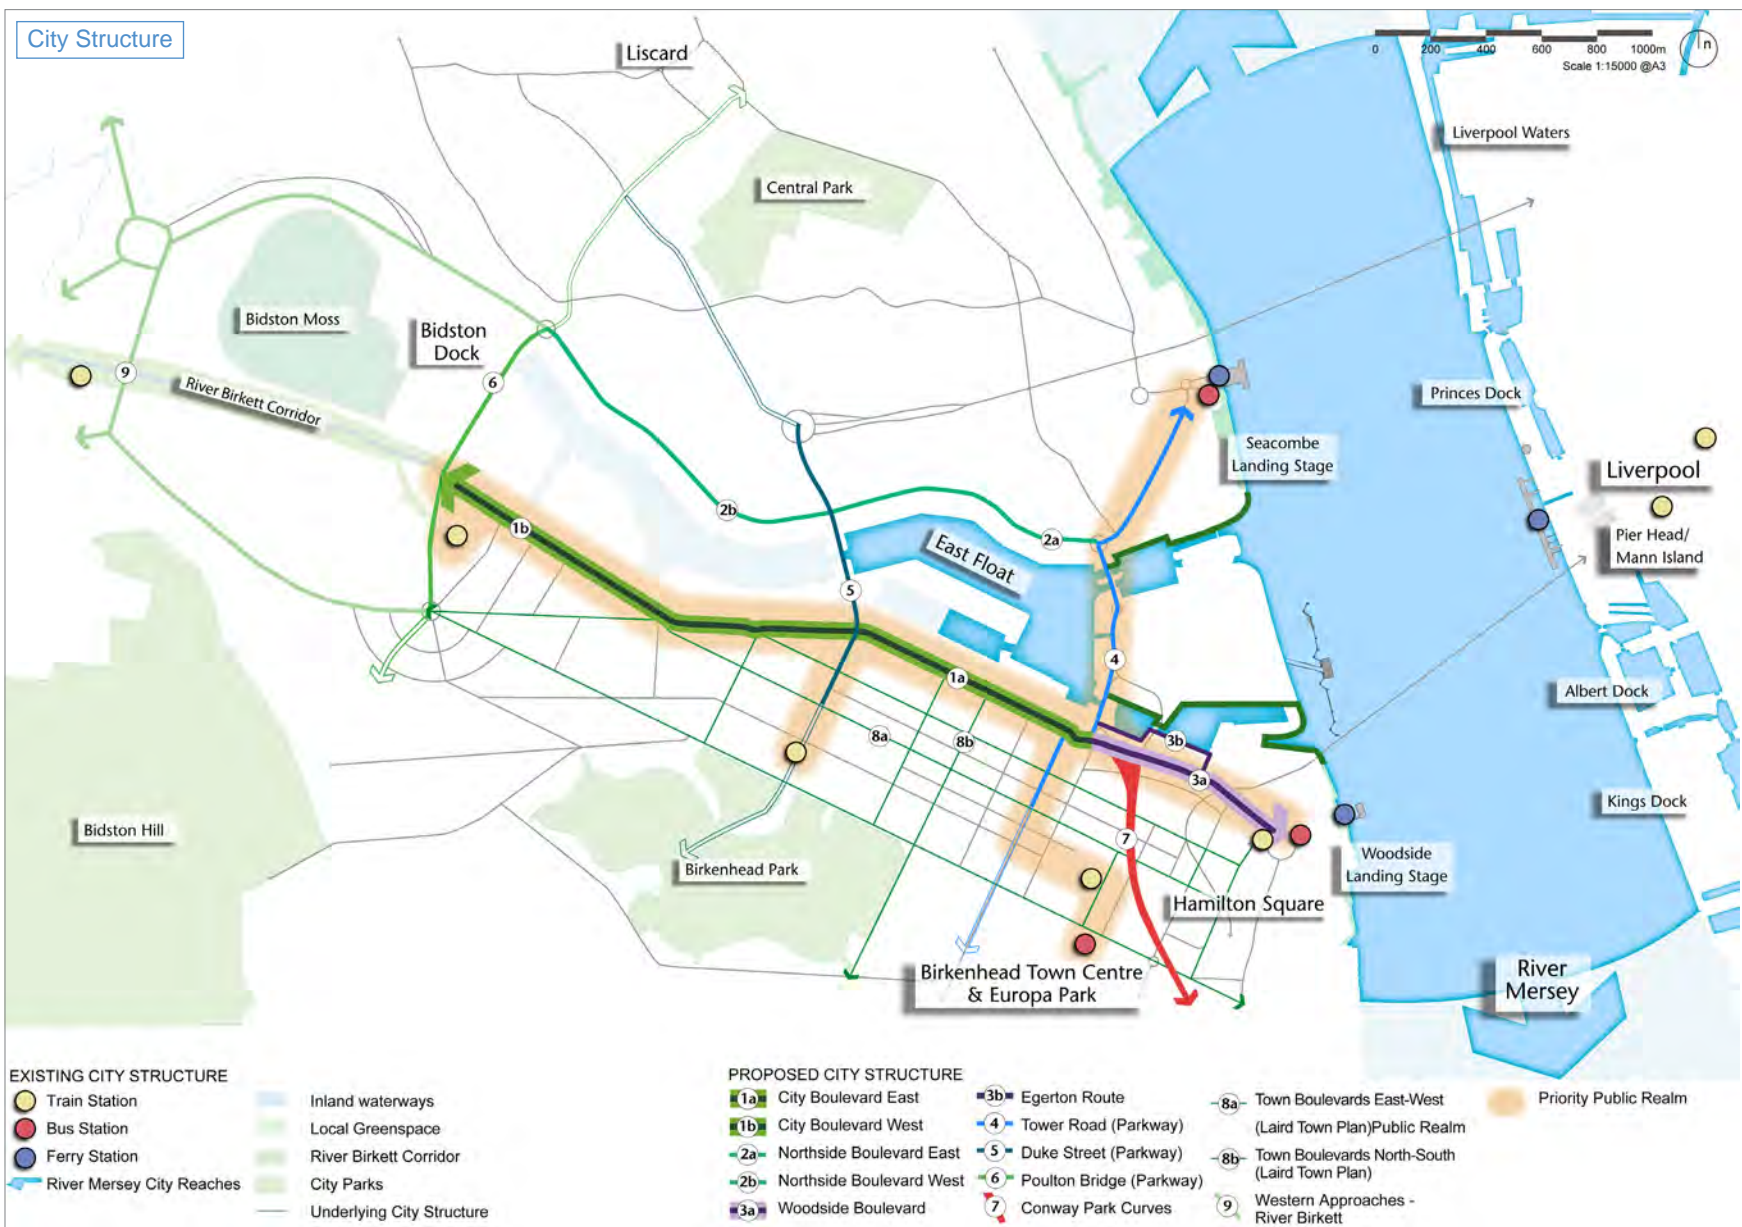 City Structure
Liscard
0 200 400 600 800 1000m
n
Scale 1:15000 @A3
Liverpool Waters
Central Park
Bidston Moss
Bidston
Dock
9
6
River Birkett Corridor
Princes Dock
Seacombe
Landing Stage
Liverpool
Pier Head/
Mann Island
1b
2b
2a
East Float
5
4
1a
Albert Dock
8a
8b
3b
3a
Kings Dock
Bidston Hill
7
Birkenhead Park
Woodside
Landing Stage
Hamilton Square
Birkenhead Town Centre
& Europa Park
River
Mersey
EXISTING CITY STRUCTURE
Train Station
Bus Station
Ferry Station
River Mersey City Reaches
Inland waterways
Local Greenspace
River Birkett Corridor
City Parks
Underlying City Structure
PROPOSED CITY STRUCTURE
1a City Boulevard East
1b City Boulevard West
2a Northside Boulevard East
2b Northside Boulevard West
3a Woodside Boulevard
3b Egerton Route
4 Tower Road (Parkway)
5 Duke Street (Parkway)
6 Poulton Bridge (Parkway)
7 Conway Park Curves
8a Town Boulevards East-West
(Laird Town Plan)Public Realm
8b Town Boulevards North-South
(Laird Town Plan)
9 Western Approaches -
River Birkett
Priority Public Realm